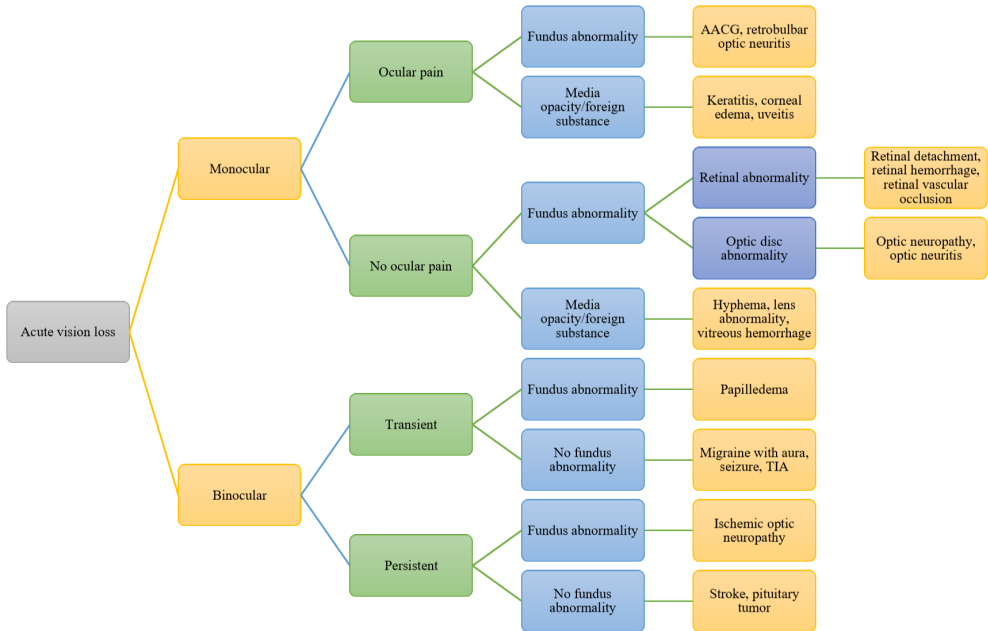 Acute vision loss
Monocular
Ocular pain
Fundus abnormality
AACG, retrobulbar
optic neuritis
Media
opacity/foreign
substance
Keratitis, corneal
edema, uveitis
No ocular pain
Fundus abnormality
Retinal abnormality
Retinal detachment,
retinal hemorrhage,
retinal vascular
occlusion
Optic disc
abnormality
Optic neuropathy,
optic neuritis
Media
opacity/foreign
substance
Hyphema, lens
abnormality,
vitreous hemorrhage
Binocular
Transient
Fundus abnormality
Papilledema
No fundus
abnormality
Migraine with aura,
seizure, TIA
Persistent
Fundus abnormality
Ischemic optic
neuropathy
No fundus
abnormality
Stroke, pituitary
tumor